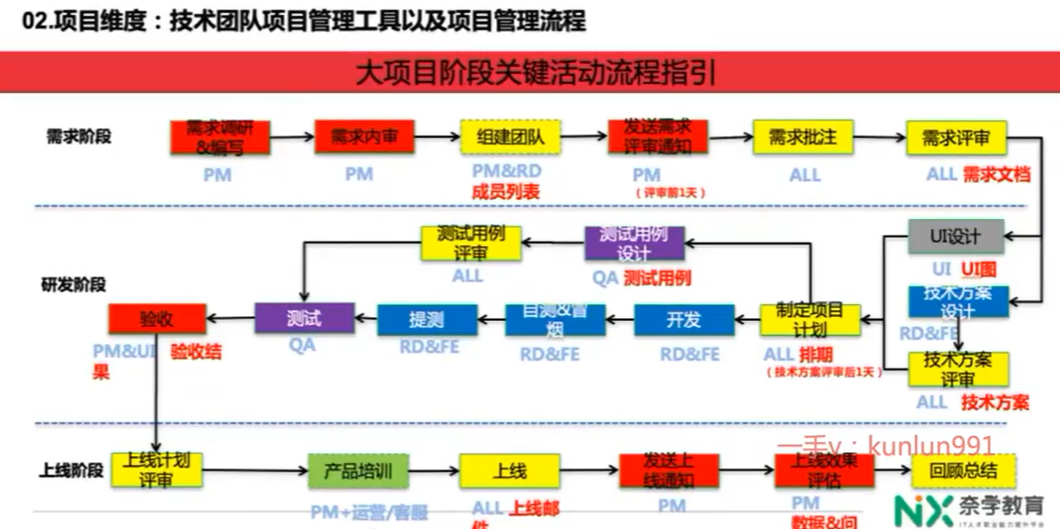 02.项目维度：技术团队项目管理工具以及项目管理流程
大项目阶段关键活动流程指引
需求阶段
需求调研
&编写
PM
需求内审
PM
组建团队
PM&RD
成员列表
发送需求
评审通知
PM
（评审前1天）
需求批注
ALL
需求评审
ALL 需求文档
研发阶段
UI设计
UI UI图
技术方案
设计
RD&FE
技术方案
评审
ALL 技术方案
制定项目
计划
ALL 排期
（技术方案评审后1天）
测试用例
设计
QA 测试用例
测试用例
评审
ALL
开发
RD&FE
自测&冒
烟
RD&FE
提测
RD&FE
测试
QA
验收
PM&UI 验收结
果
上线阶段
上线计划
评审
产品培训
PM+运营/客服
上线
ALL 上线邮
件
发送上
线通知
PM
上线效果
评估
PM
数据&问
回顾总结
一手v：kunlun991
NIX 奈学教育